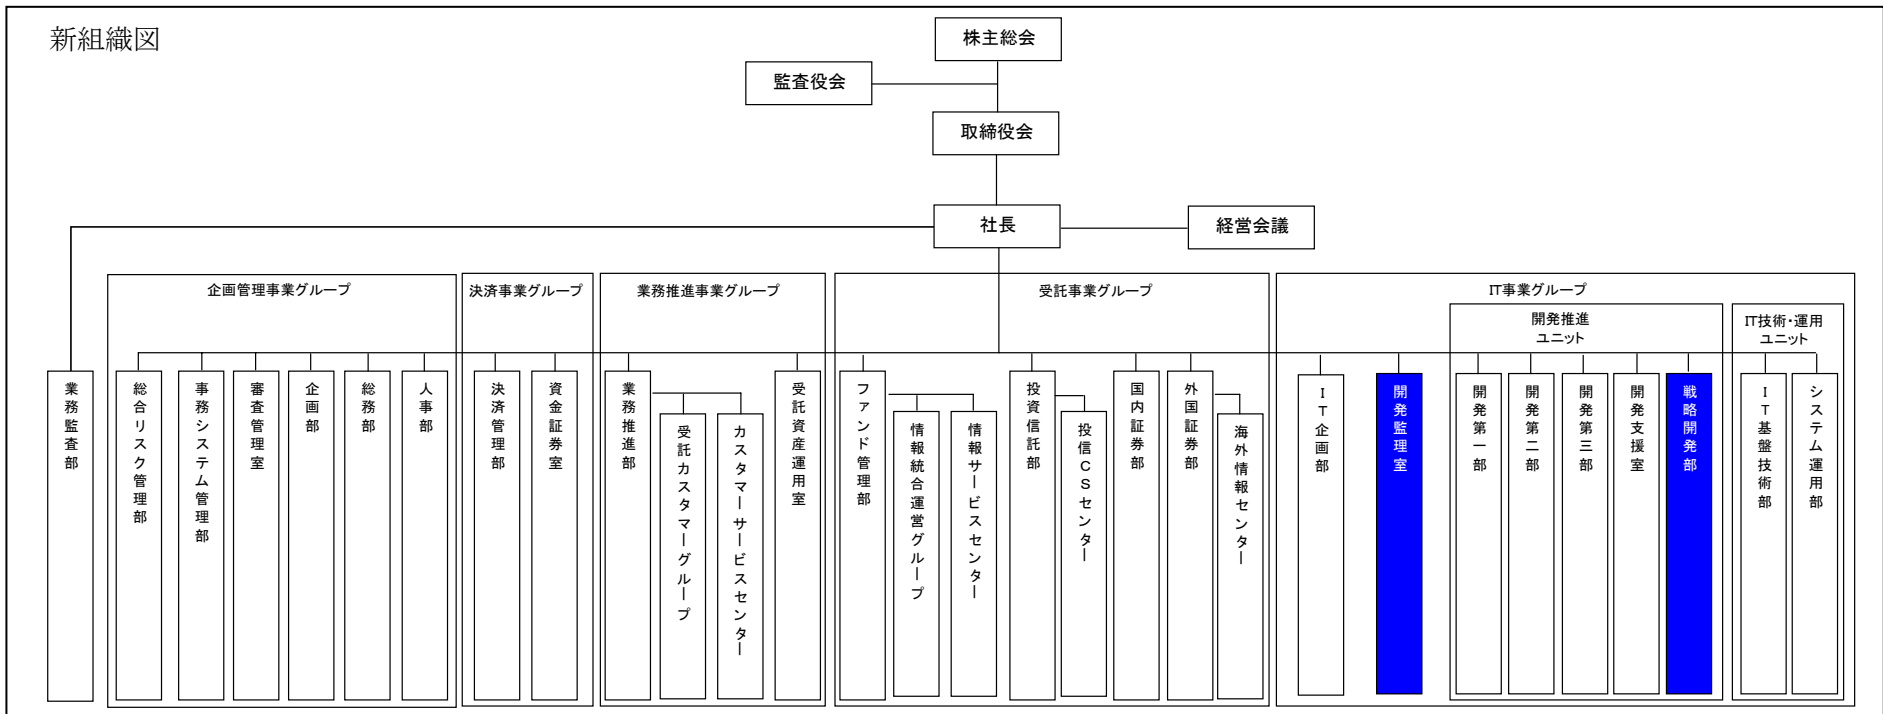 新組織図
株主総会
監査役会
取締役会
社長
経営会議
企画管理事業グループ
決済事業グループ
業務推進事業グループ
受託事業グループ
IT事業グループ
開発推進
ユニット
IT技術・運用
ユニット
業務監査部
総合リスク管理部
事務システム管理部
審査管理室
企画部
総務部
人事部
決済管理部
資金証券室
業務推進部
受託カスタマーグループ
カスタマーサービスセンター
受託資産運用室
ファンド管理部
情報統合運営グループ
情報サービスセンター
投資信託部
投信CSセンター
国内証券部
外国証券部
海外情報センター
IT企画部
開発監理室
開発第一部
開発第二部
開発第三部
開発支援室
戦略開発部
IT基盤技術部
システム運用部